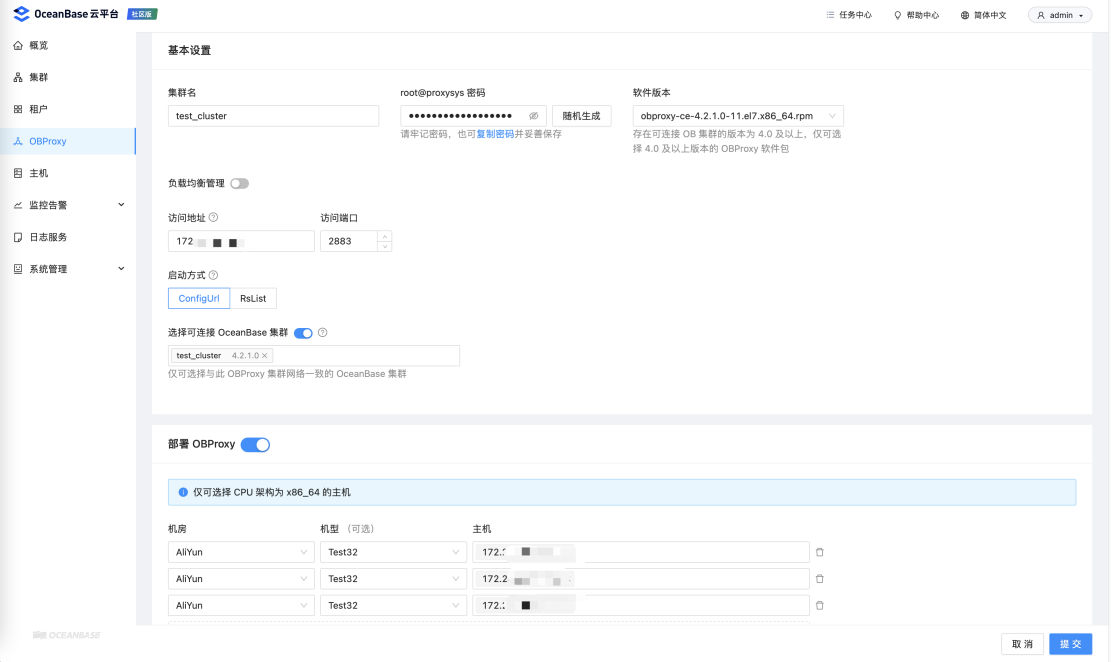 OceanBase 云平台 社区版
任务中心 帮助中心 简体中文 admin
概览
集群
租户
OBProxy
主机
监控告警
日志服务
系统管理
基本设置
集群名 root@proxysys 密码 软件版本
test_cluster •••••••••••••••••• 随机生成 obproxy-ce-4.2.1.0-11.el7.x86_64.rpm
请牢记密码，也可复制密码并妥善保存
存在可连接 OB 集群的版本为 4.0 及以上，仅可选
择 4.0 及以上版本的 OBProxy 软件包
负载均衡管理
访问地址 访问端口
172 2883
启动方式
ConfigUrl RsList
选择可连接 OceanBase 集群
test_cluster 4.2.1.0
仅可选择与此 OBProxy 集群网络一致的 OceanBase 集群
部署 OBProxy
仅可选择 CPU 架构为 x86_64 的主机
机房 机型 （可选） 主机
AliYun Test32 172.
AliYun Test32 172.2
AliYun Test32 172.
OCEANBASE
取 消 提 交